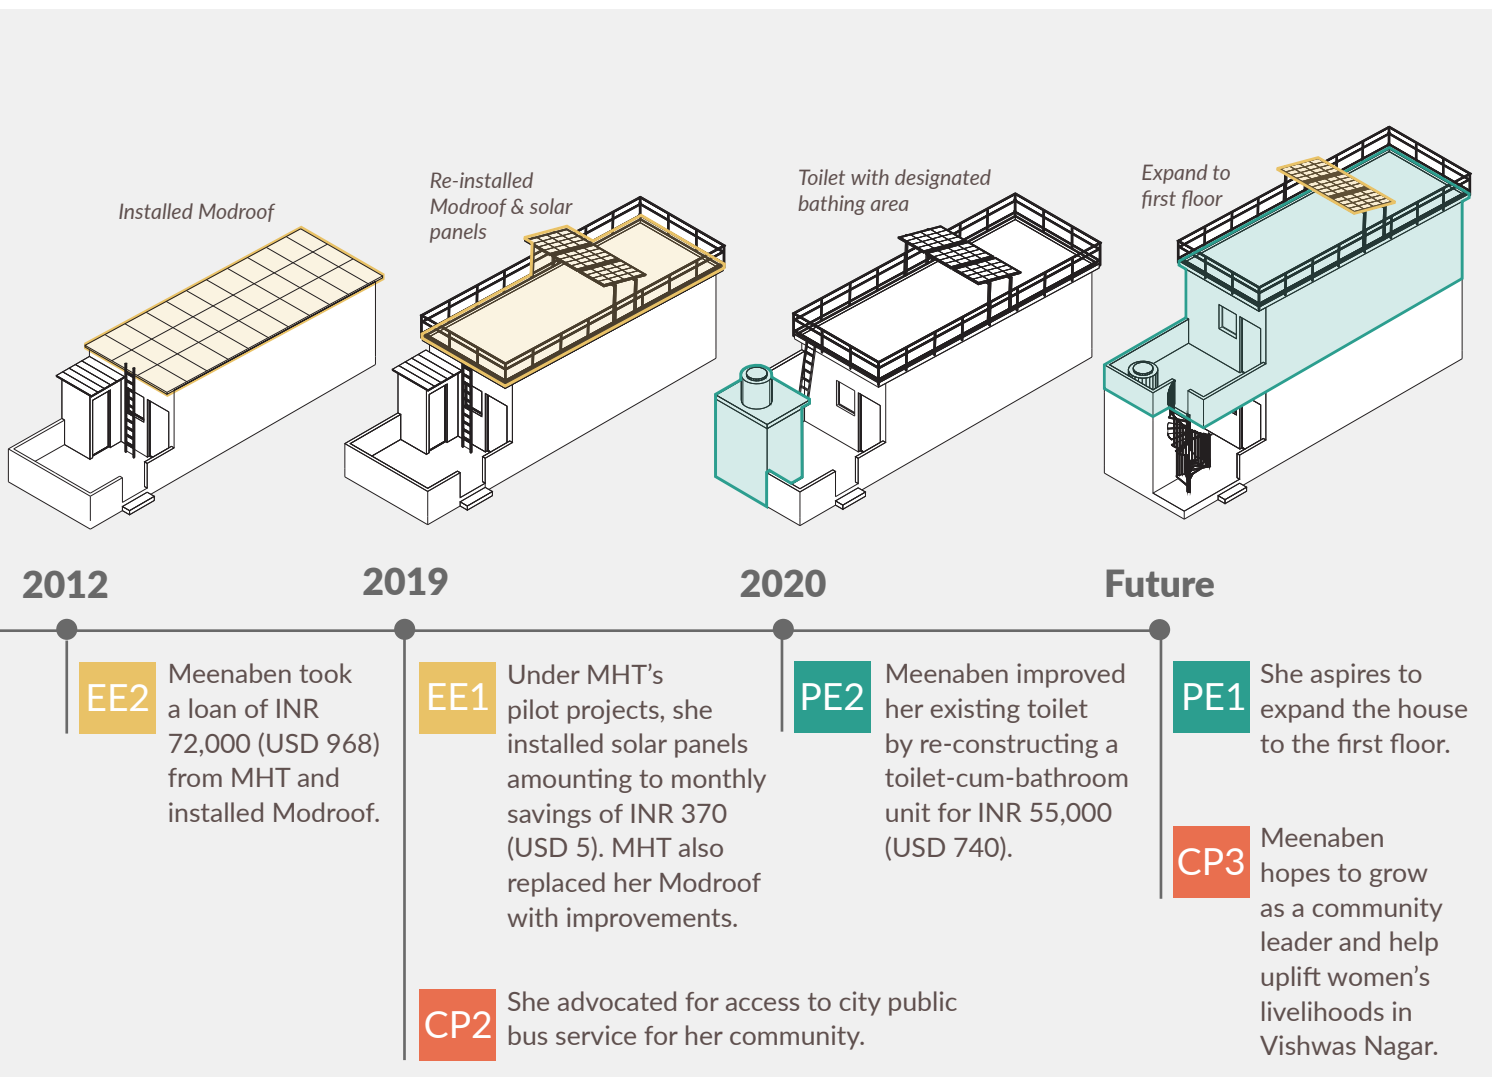 Installed Modroof
Re-installed
Modroof & solar
panels
Toilet with designated
bathing area
Expand to
first floor
2012
2019
2020
Future
EE2
Meenaben took
a loan of INR
72,000 (USD 968)
from MHT and
installed Modroof.
EE1
Under MHT’s
pilot projects, she
installed solar panels
amounting to monthly
savings of INR 370
(USD 5). MHT also
replaced her Modroof
with improvements.
CP2
She advocated for access to city public
bus service for her community.
PE2
Meenaben improved
her existing toilet
by re-constructing a
toilet-cum-bathroom
unit for INR 55,000
(USD 740).
PE1
She aspires to
expand the house
to the first floor.
CP3
Meenaben
hopes to grow
as a community
leader and help
uplift women’s
livelihoods in
Vishwas Nagar.